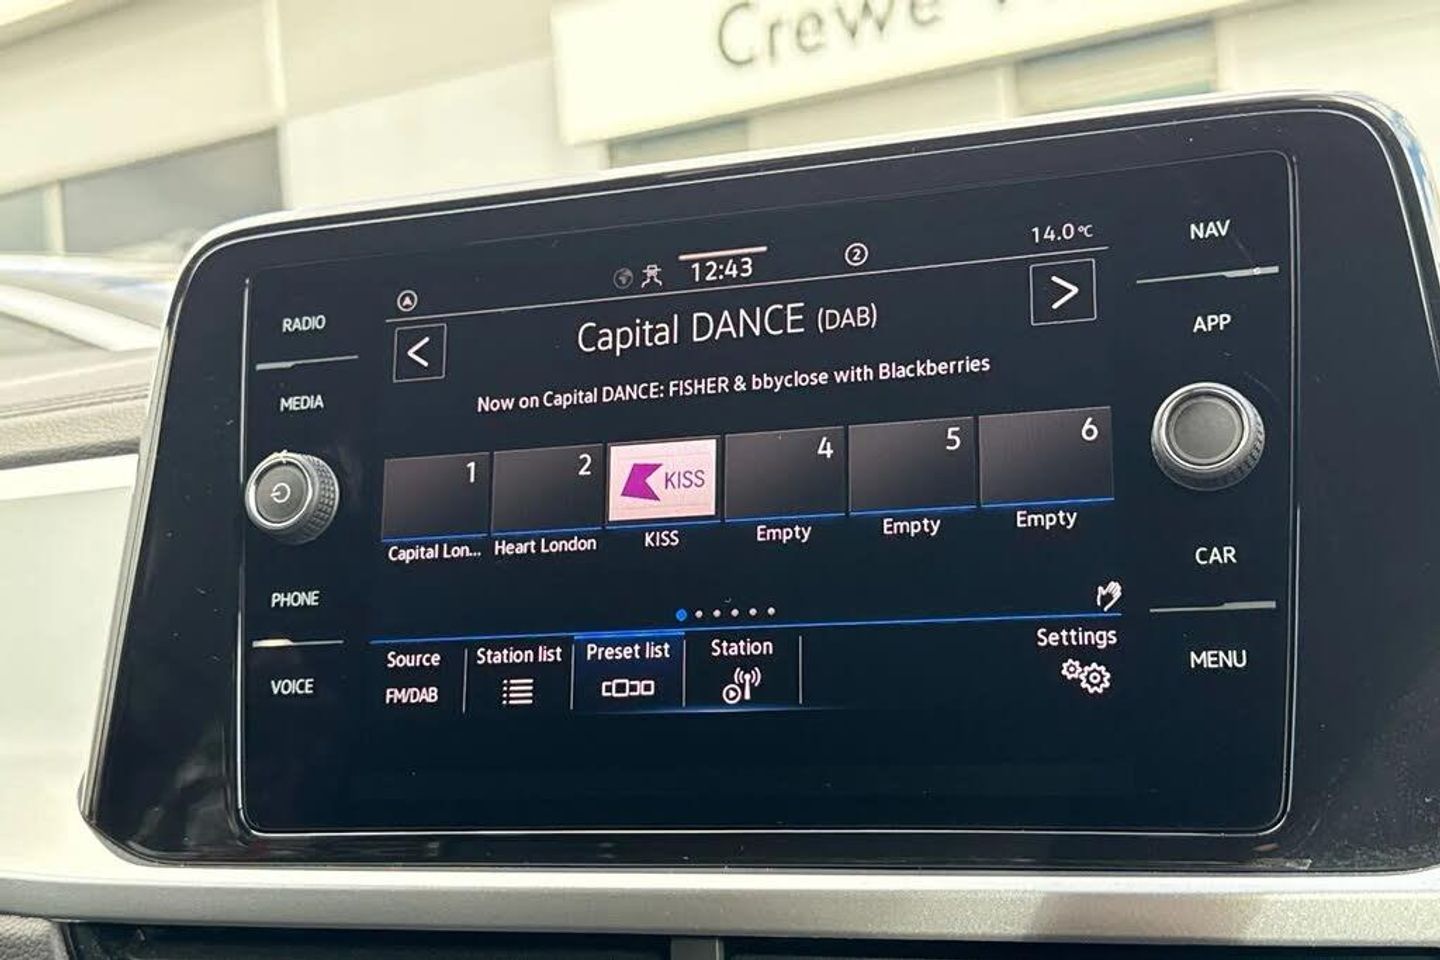 Crewe
14.0°C
NAV
12:43
2
RADIO
Capital DANCE (DAB)
APP
MEDIA
Now on Capital DANCE: FISHER & bbyclose with Blackberries
1
2
KISS
4
5
6
Capital Lon...
Heart London
KISS
Empty
Empty
Empty
CAR
PHONE
Source
Station list
Preset list
Station
Settings
FM/DAB
VOICE
MENU